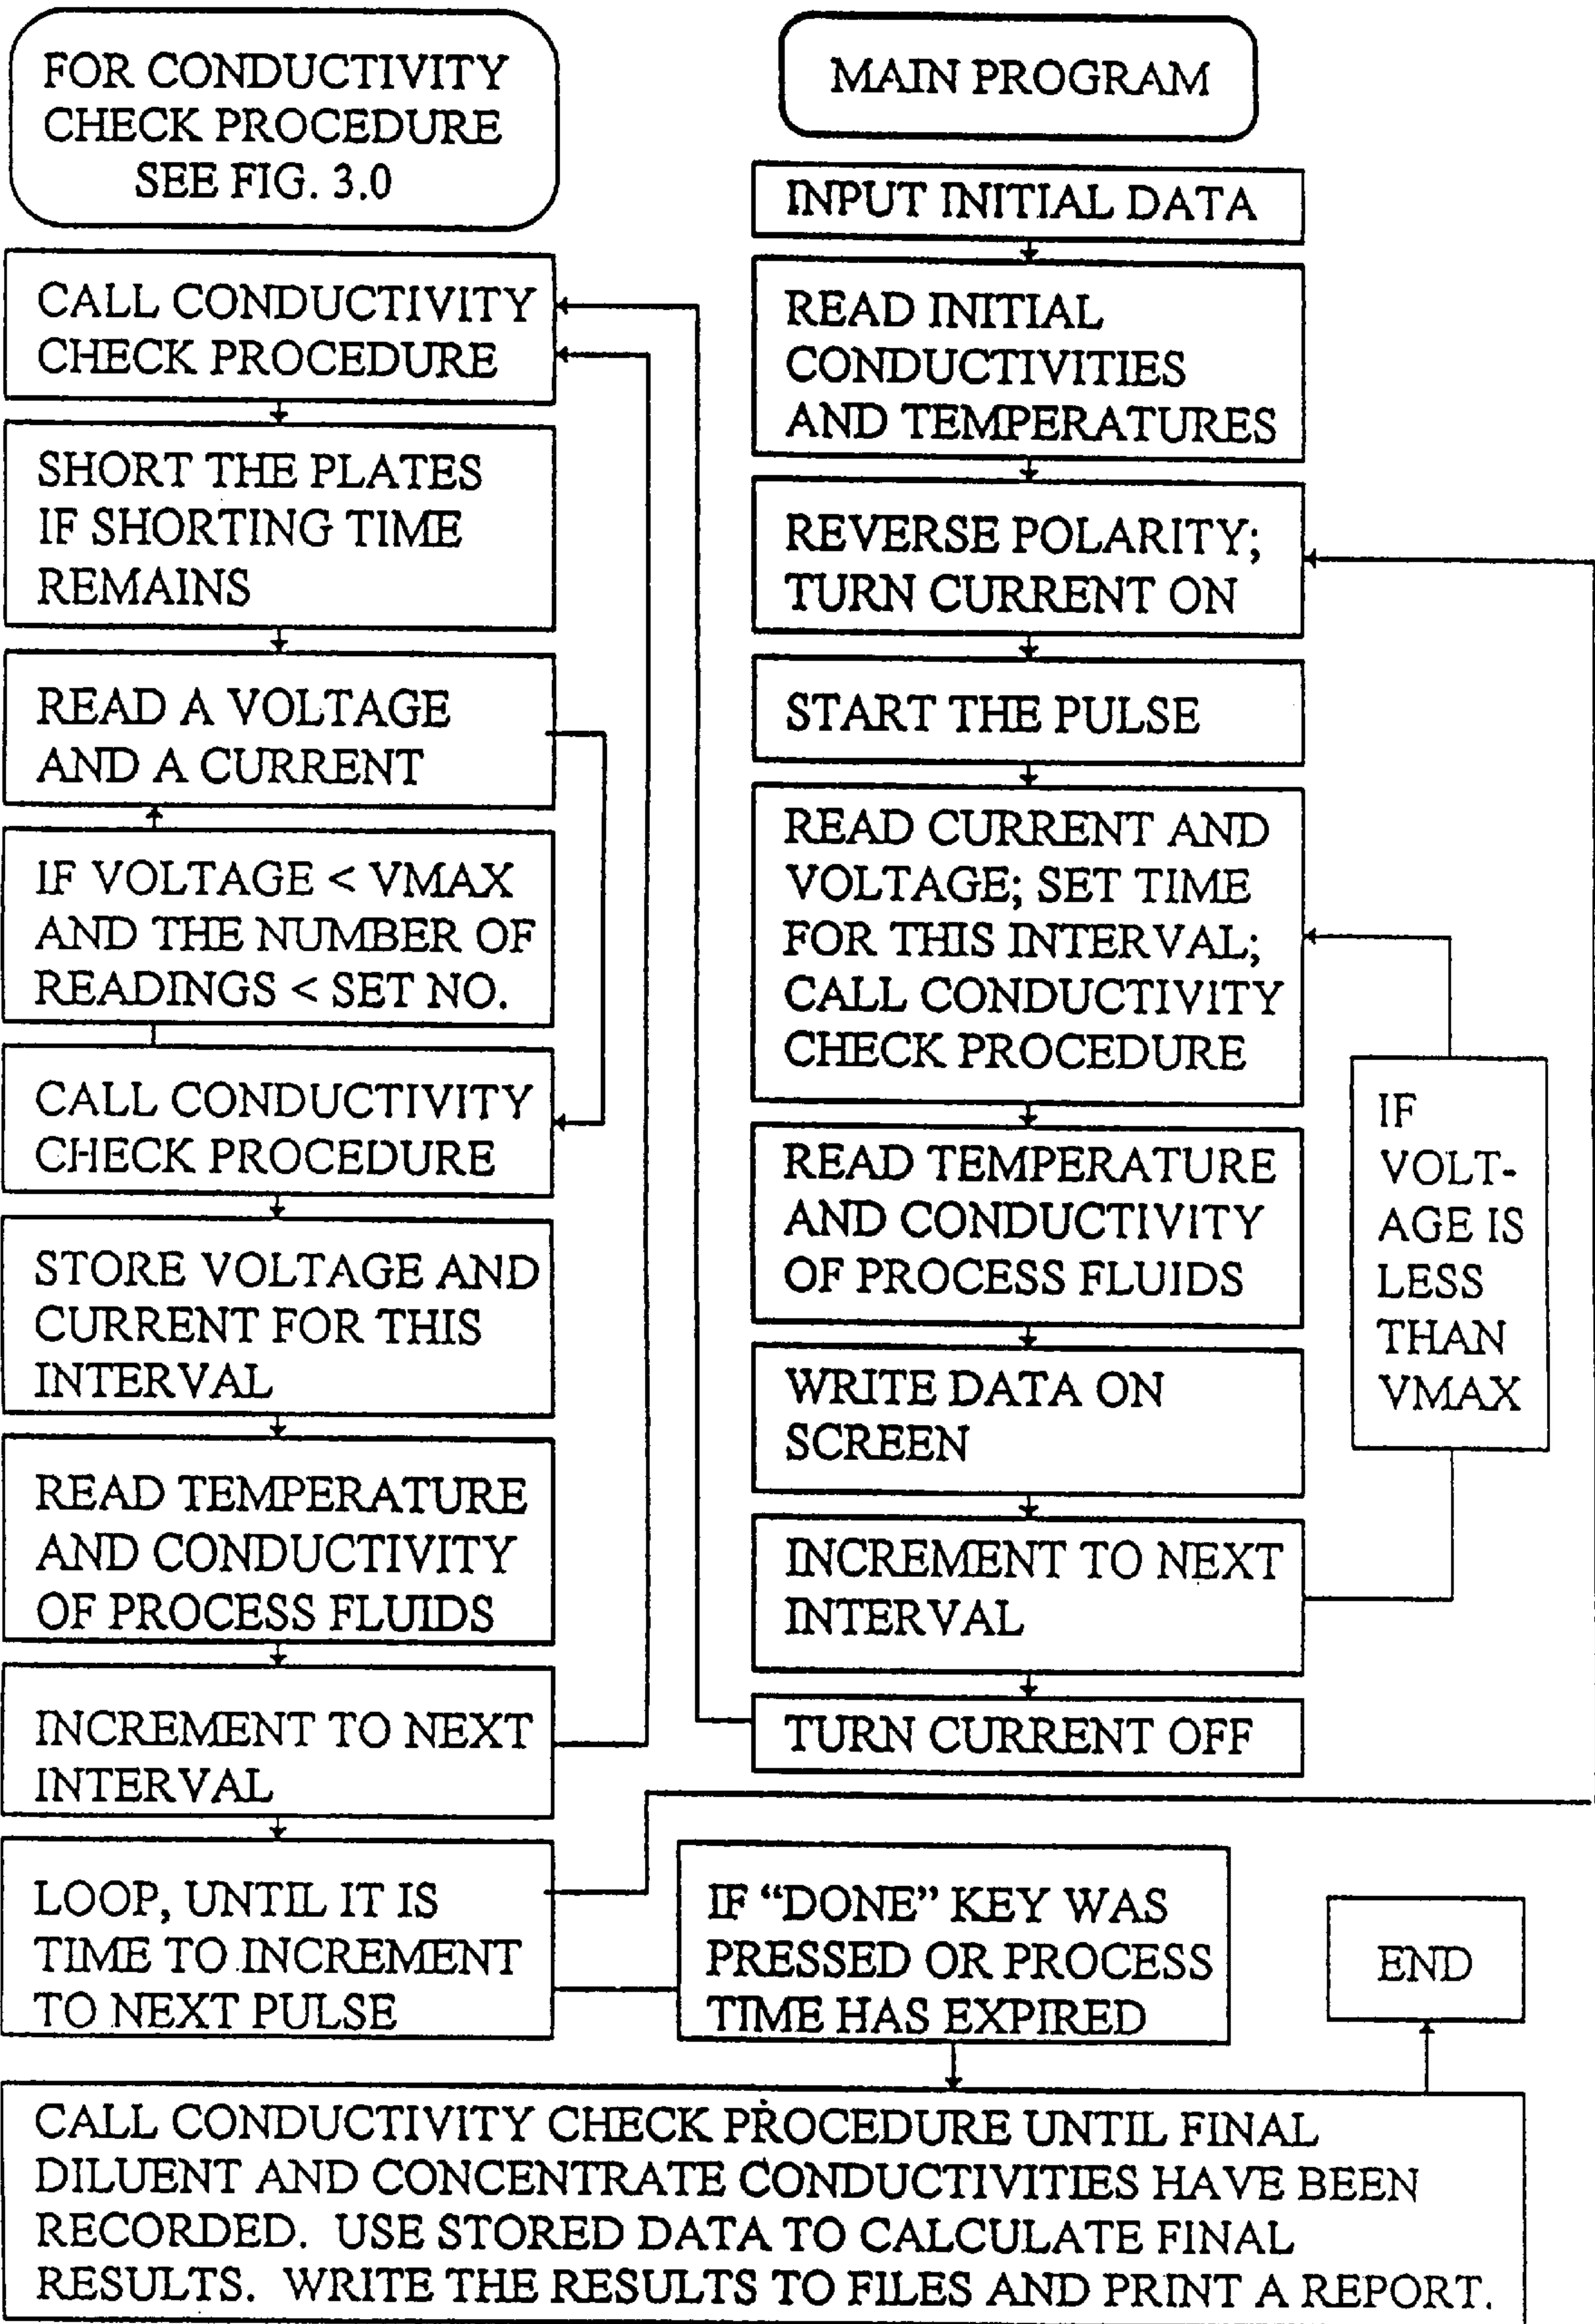 FOR CONDUCTIVITY
CHECK PROCEDURE
SEE FIG. 3.0
CALL CONDUCTIVITY
CHECK PROCEDURE
SHORT THE PLATES
IF SHORTING TIME
REMAINS
READ A VOLTAGE
AND A CURRENT
IF VOLTAGE < VMAX
AND THE NUMBER OF
READINGS < SET NO.
CALL CONDUCTIVITY
CHECK PROCEDURE
STORE VOLTAGE AND
CURRENT FOR THIS
INTERVAL
READ TEMPERATURE
AND CONDUCTIVITY
OF PROCESS FLUIDS
INCREMENT TO NEXT
INTERVAL
LOOP, UNTIL IT IS
TIME TO INCREMENT
TO NEXT PULSE
MAIN PROGRAM
INPUT INITIAL DATA
READ INITIAL
CONDUCTIVITIES
AND TEMPERATURES
REVERSE POLARITY;
TURN CURRENT ON
START THE PULSE
READ CURRENT AND
VOLTAGE; SET TIME
FOR THIS INTERVAL;
CALL CONDUCTIVITY
CHECK PROCEDURE
READ TEMPERATURE
AND CONDUCTIVITY
OF PROCESS FLUIDS
WRITE DATA ON
SCREEN
INCREMENT TO NEXT
INTERVAL
TURN CURRENT OFF
IF
VOLT-
AGE IS
LESS
THAN
VMAX
IF “DONE” KEY WAS
PRESSED OR PROCESS
TIME HAS EXPIRED
END
CALL CONDUCTIVITY CHECK PROCEDURE UNTIL FINAL
DILUENT AND CONCENTRATE CONDUCTIVITIES HAVE BEEN
RECORDED. USE STORED DATA TO CALCULATE FINAL
RESULTS. WRITE THE RESULTS TO FILES AND PRINT A REPORT.